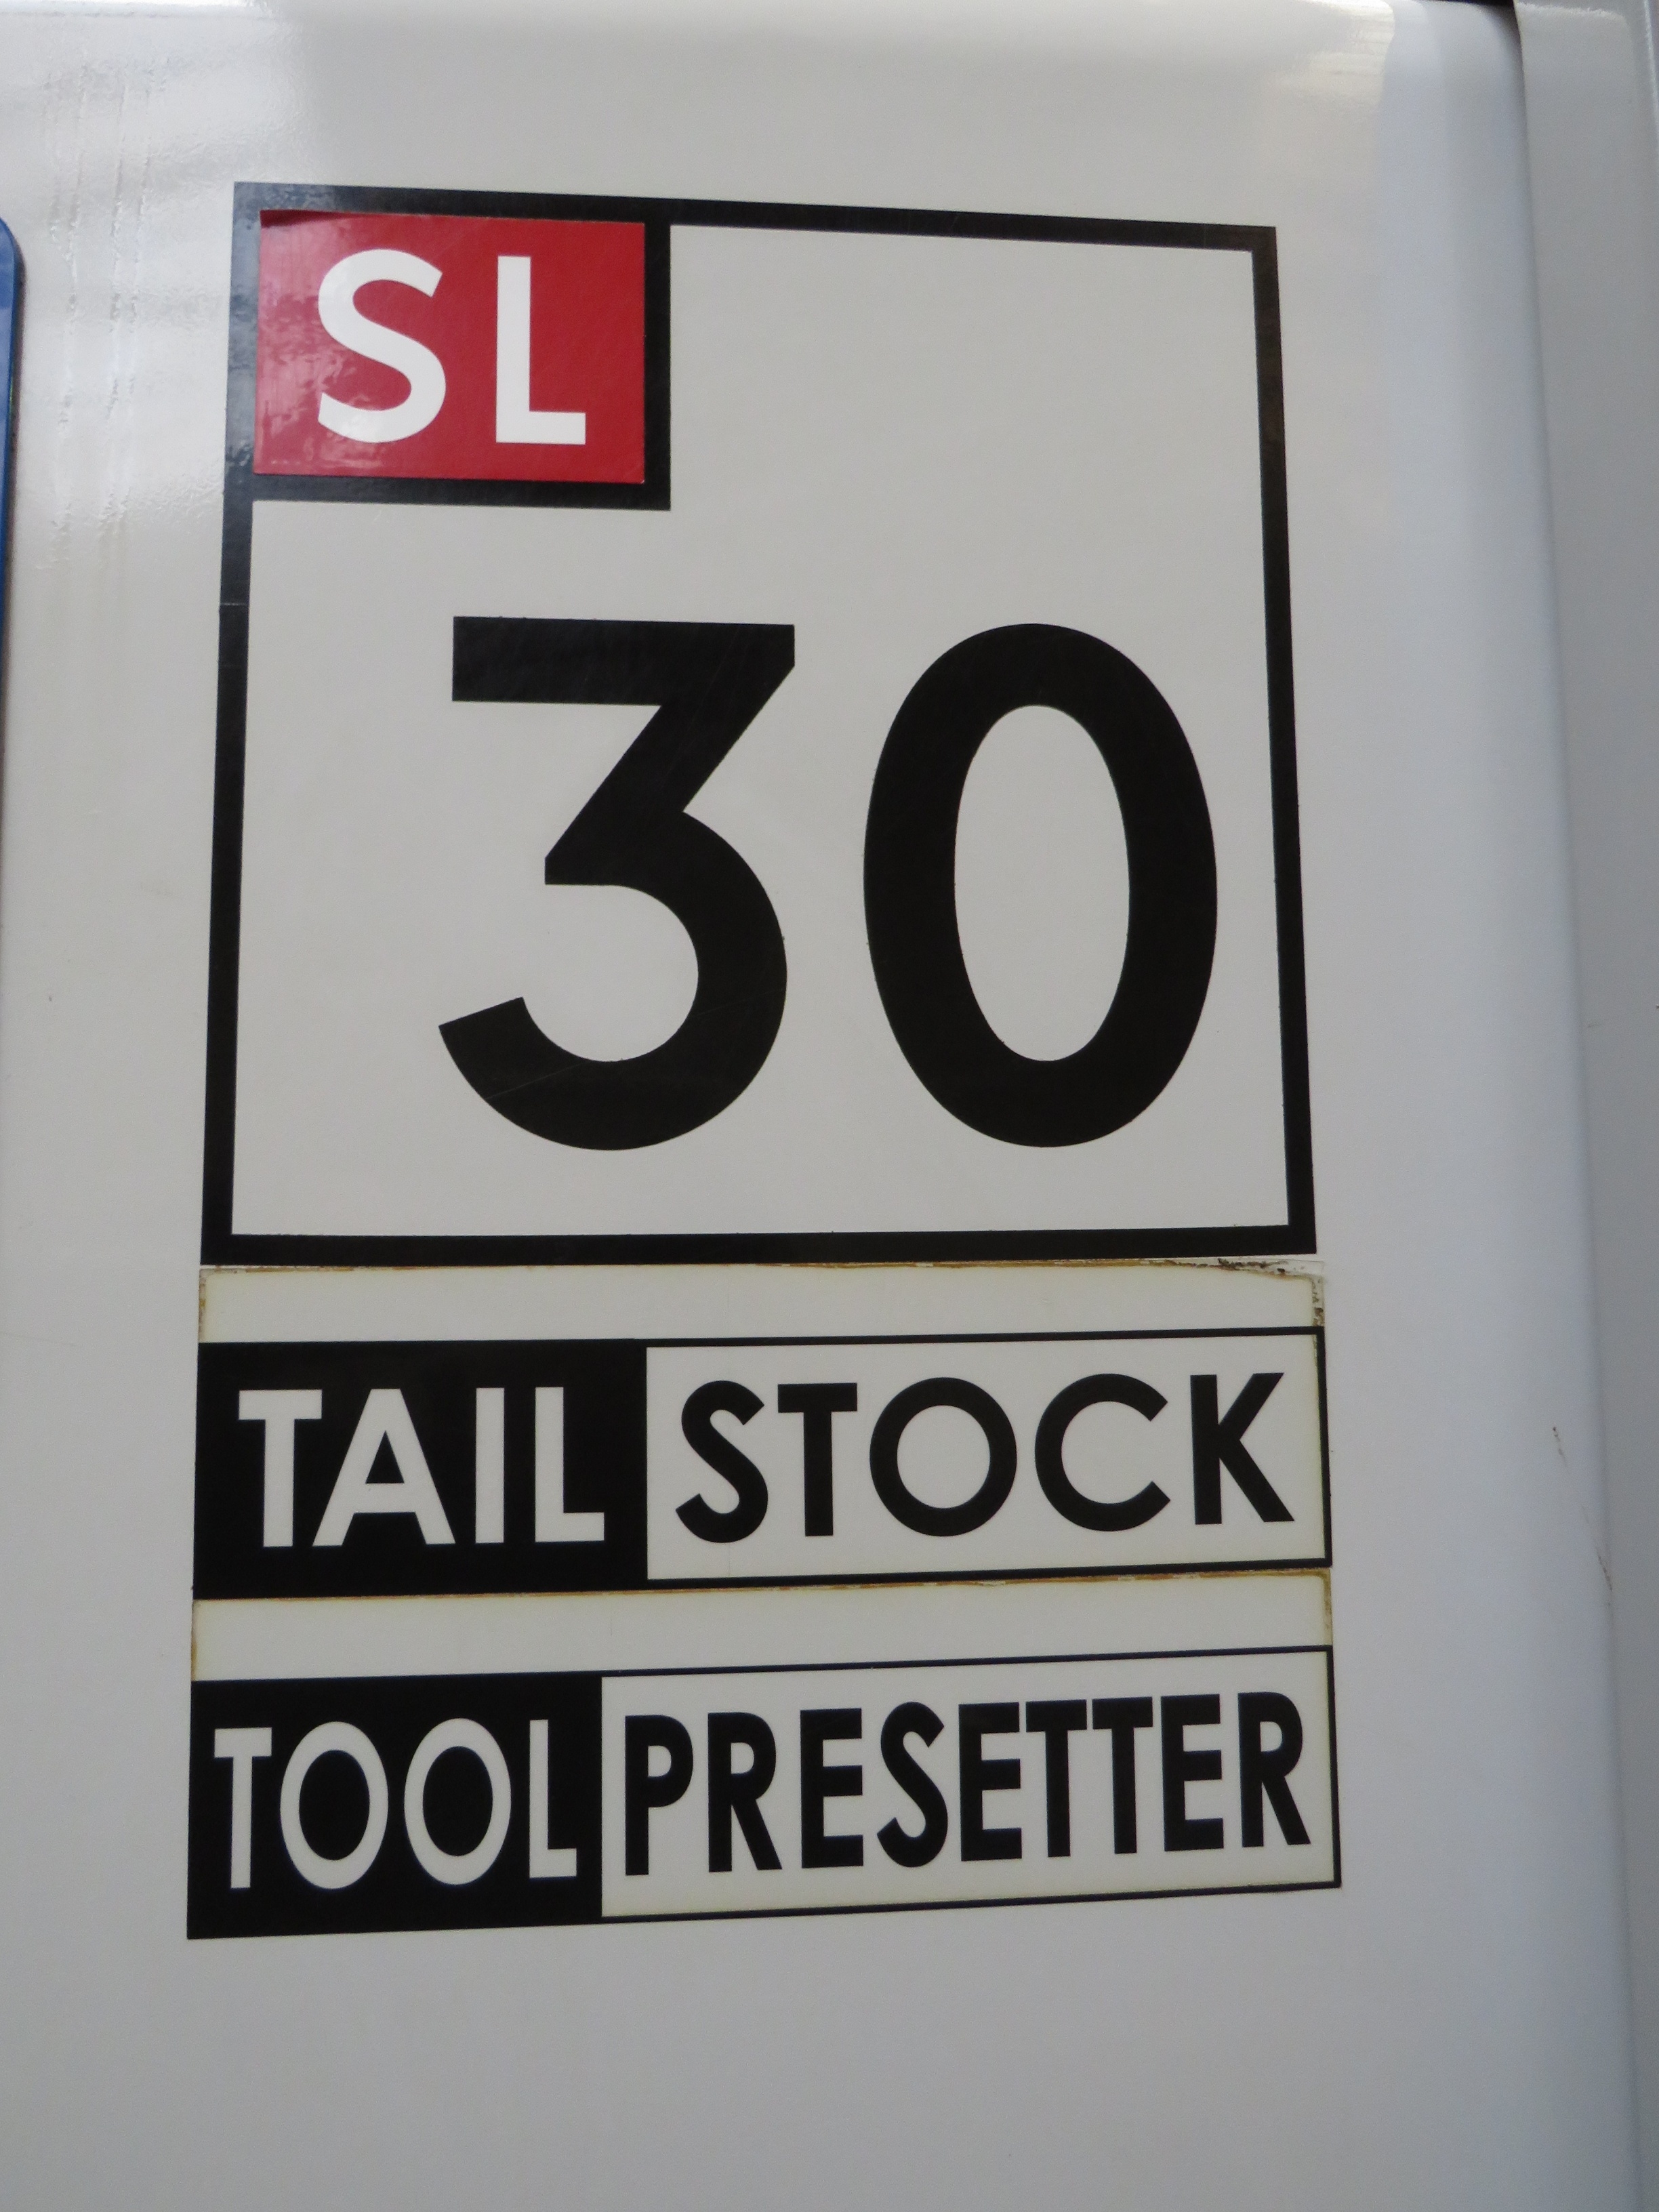 SL
30
TAIL STOCK
TOOL PRESETTER